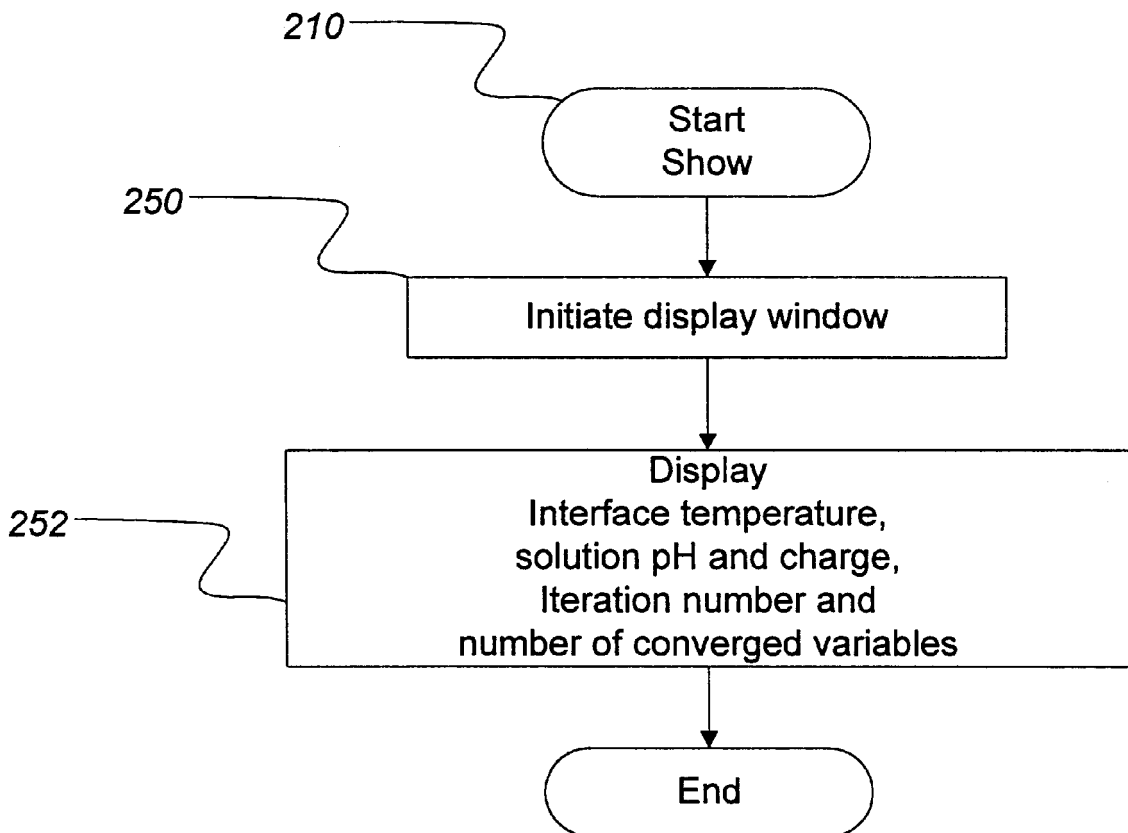 210
Start
Show
250
Initiate display window
252
Display
Interface temperature,
solution pH and charge,
Iteration number and
number of converged variables
End